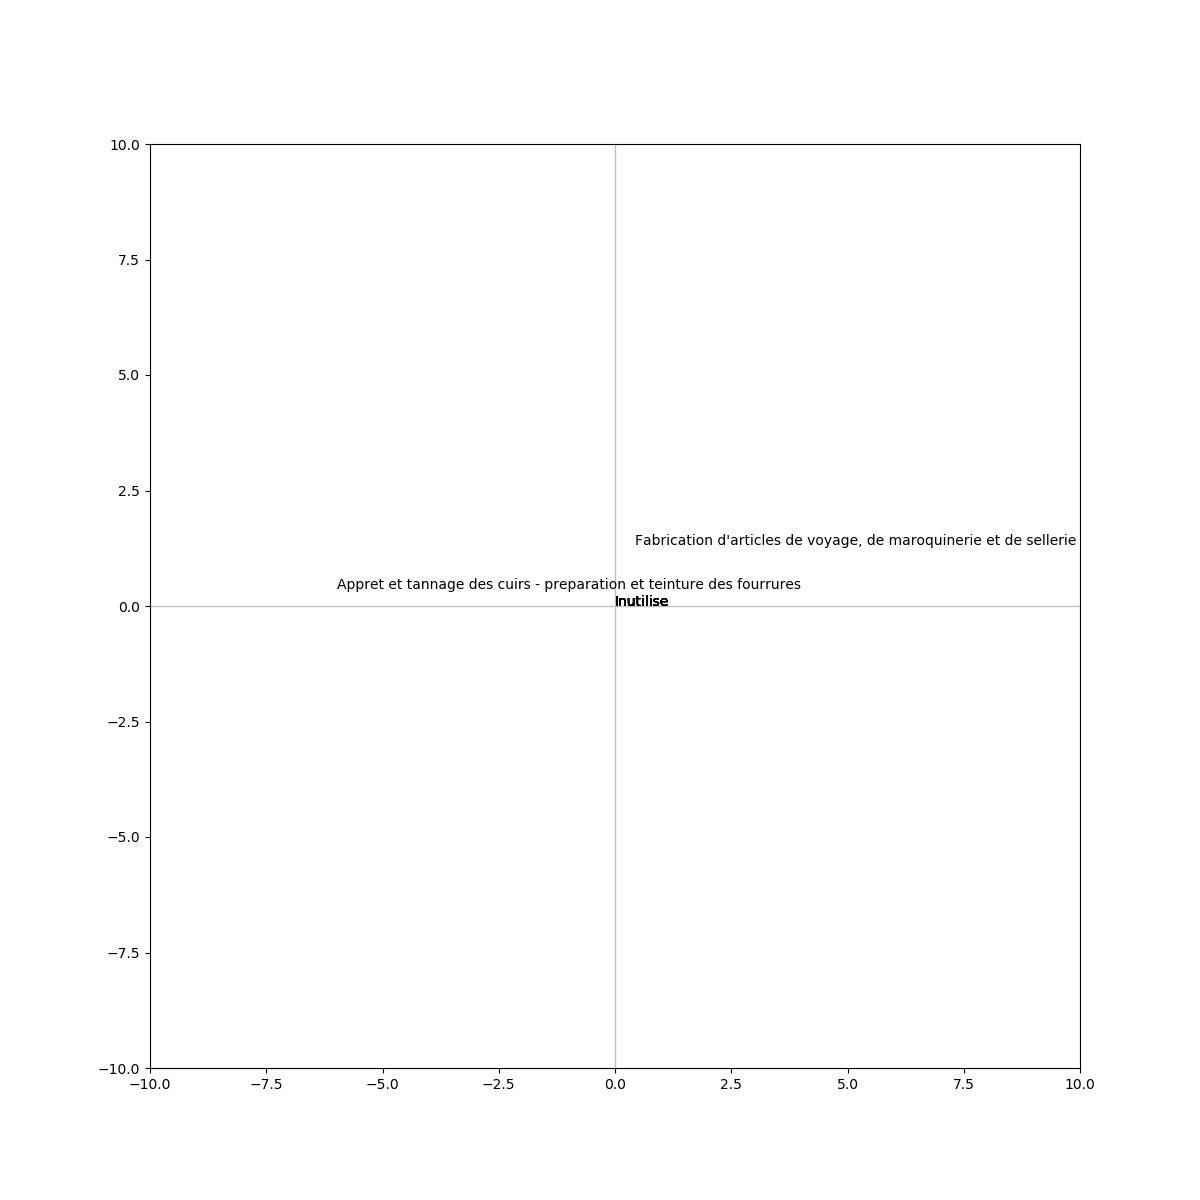 10.0
7.5
5.0
2.5
Fabrication d'articles de voyage, de maroquinerie et de sellerie
Appret et tannage des cuirs - preparation et teinture des fourrures
Inutilise
0.0
−2.5
−5.0
−7.5
−10.0
−10.0 −7.5 −5.0 −2.5 0.0 2.5 5.0 7.5 10.0